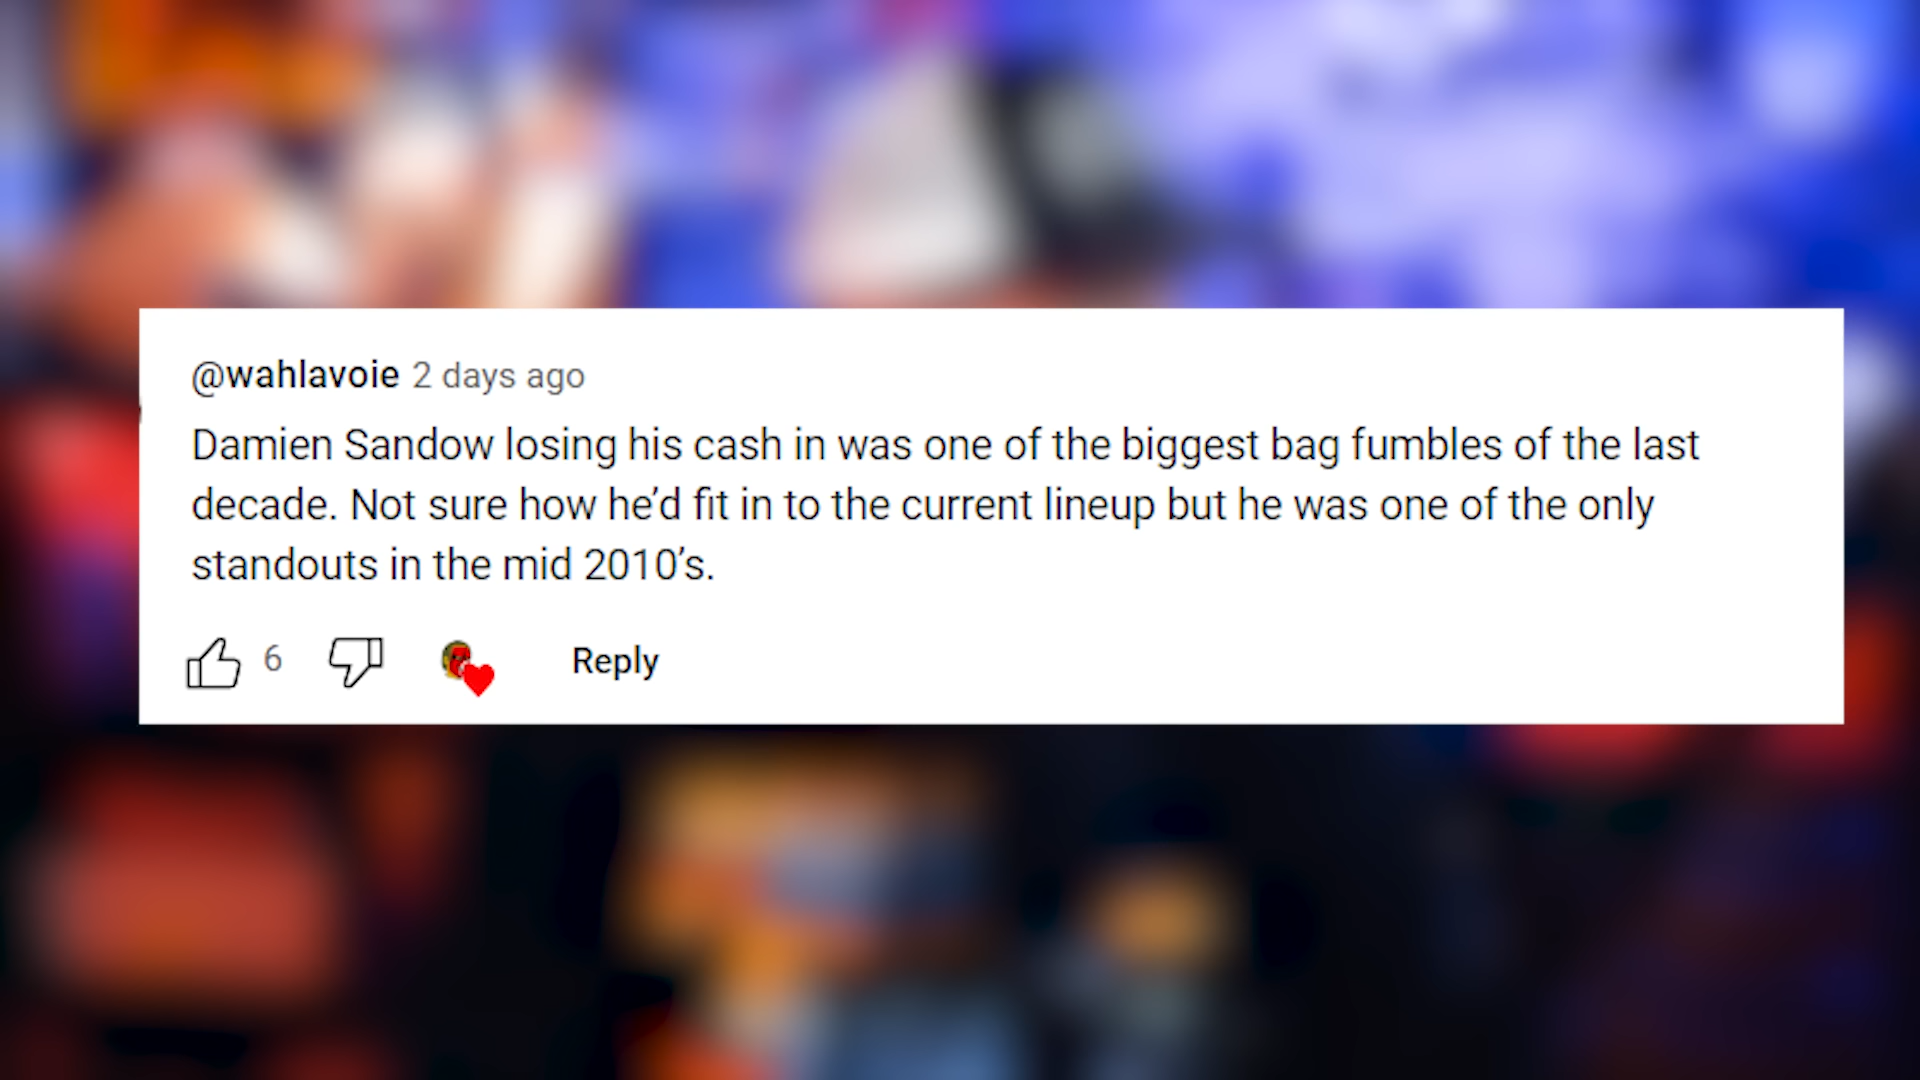 @wahlavoie 2 days ago
Damien Sandow losing his cash in was one of the biggest bag fumbles of the last
decade. Not sure how he’d fit in to the current lineup but he was one of the only
standouts in the mid 2010’s.
6 Reply